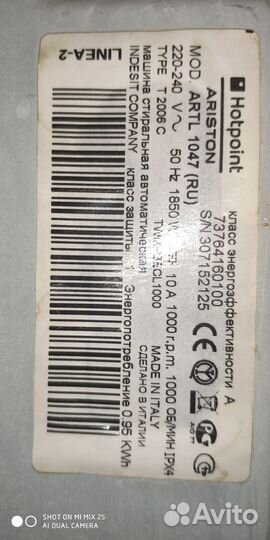 Hotpoint
ARISTON
MOD. ARTL 1047 (RU)
220-240 V 50 Hz 1850 W 10 A 1000 r.p.m. 1000 ОБ/МИН IPX4
TYPE T 2006 C
машина стиральная автоматическая
INDESIT COMPANY
класс энергоэффективности A
73764160100
S/N 307152125
MADE IN ITALY
СДЕЛАНО В ИТАЛИИ
класс защиты Энергопотребление 0.95 KWh
LINEA-2
SHOT ON MI MIX 2S
AI DUAL CAMERA
Avito